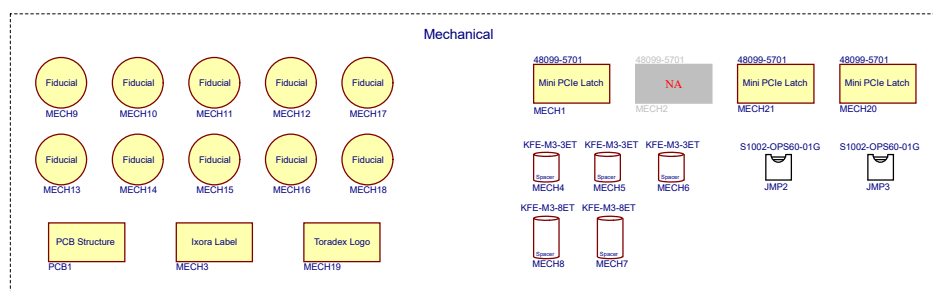 Mechanical
48099-5701 48099-5701 48099-5701 48099-5701
Fiducial Fiducial Fiducial Fiducial Fiducial Mini PCIe Latch NA Mini PCIe Latch Mini PCIe Latch
MECH9 MECH10 MECH11 MECH12 MECH17 MECH1 MECH2 MECH21 MECH20
KFE-M3-3ET KFE-M3-3ET KFE-M3-3ET S1002-OPS60-01G S1002-OPS60-01G
Fiducial Fiducial Fiducial Fiducial Fiducial Spacer Spacer Spacer
MECH13 MECH14 MECH15 MECH16 MECH18 MECH4 MECH5 MECH6 JMP2 JMP3
KFE-M3-8ET KFE-M3-8ET
PCB Structure Ixora Label Toradex Logo Spacer Spacer
PCB1 MECH3 MECH19 MECH8 MECH7